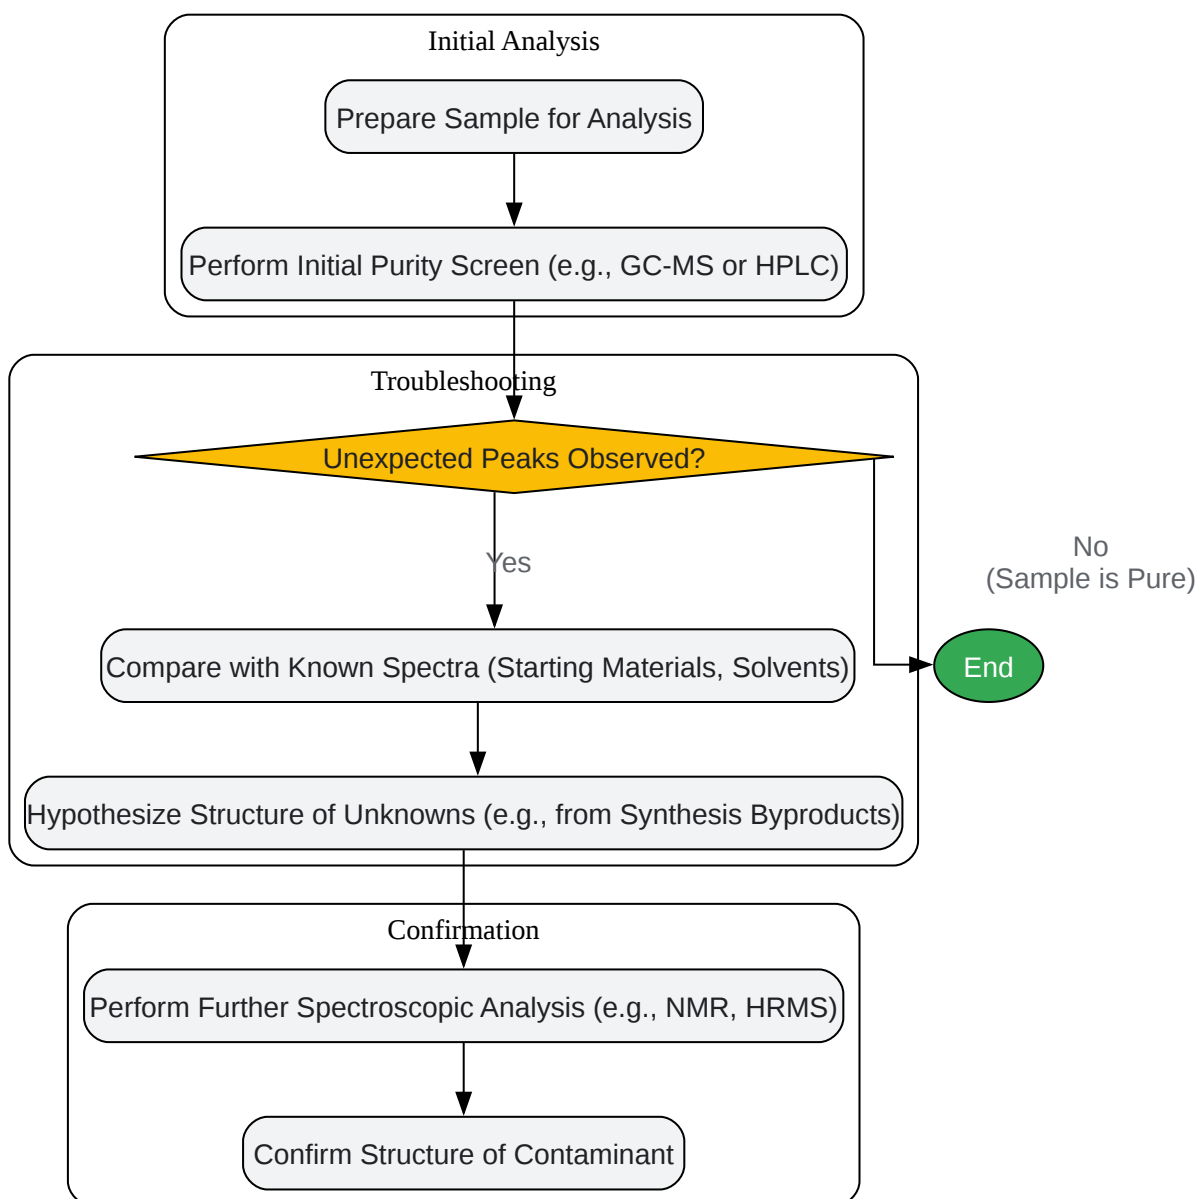 Initial Analysis
Prepare Sample for Analysis
Perform Initial Purity Screen (e.g., GC-MS or HPLC)
Troubleshooting
Unexpected Peaks Observed?
Yes
No
(Sample is Pure)
Compare with Known Spectra (Starting Materials, Solvents)
End
Hypothesize Structure of Unknowns (e.g., from Synthesis Byproducts)
Confirmation
Perform Further Spectroscopic Analysis (e.g., NMR, HRMS)
Confirm Structure of Contaminant